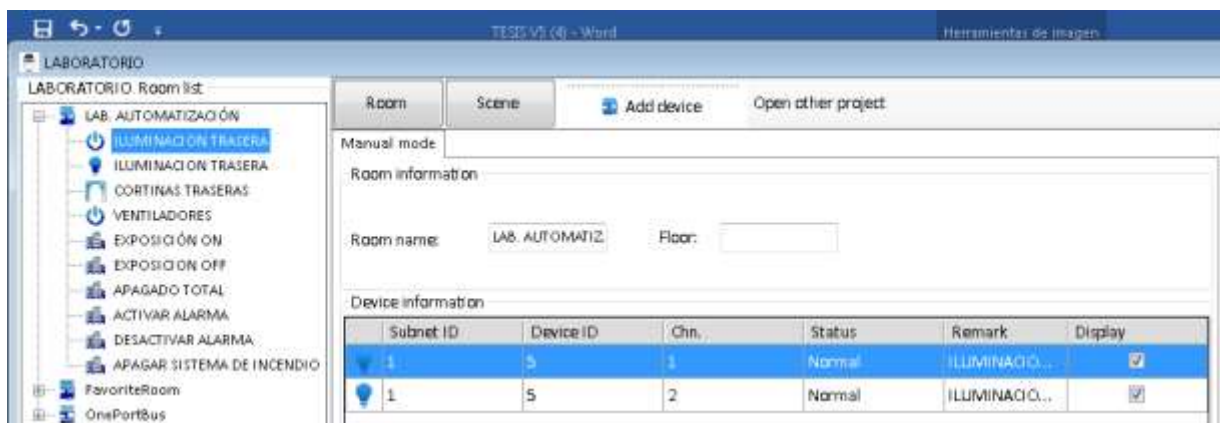 TESIS V5 (4) - Word Herramientas de imagen
LABORATORIO
LABORATORIO. Room list
LAB. AUTOMATIZACIÓN
ILUMINACION TRASERA
ILUMINACION TRASERA
CORTINAS TRASERAS
VENTILADORES
EXPOSICIÓN ON
EXPOSICION OFF
APAGADO TOTAL
ACTIVAR ALARMA
DESACTIVAR ALARMA
APAGAR SISTEMA DE INCENDIO
FavoriteRoom
OnePortBus
Room Scene Add device Open other project
Manual mode
Room information
Room name: LAB. AUTOMATIZ Floor:
Device information
Subnet ID Device ID Chn. Status Remark Display
1 5 1 Normal ILUMINACIO...
1 5 2 Normal ILUMINACIO...